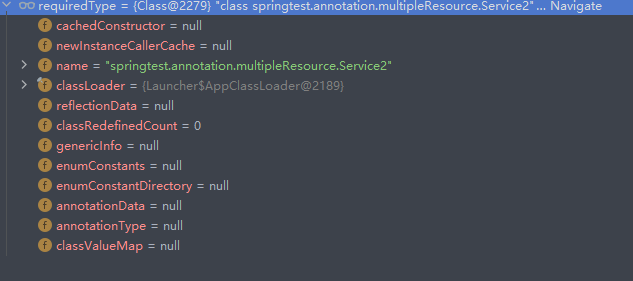 requiredType = {Class@2279} "class springtest.annotation.multipleResource.Service2"... Navigate
f cachedConstructor = null
f newInstanceCallerCache = null
f name = "springtest.annotation.multipleResource.Service2"
f classLoader = {Launcher$AppClassLoader@2189}
f reflectionData = null
f classRedefinedCount = 0
f genericInfo = null
f enumConstants = null
f enumConstantDirectory = null
f annotationData = null
f annotationType = null
f classValueMap = null